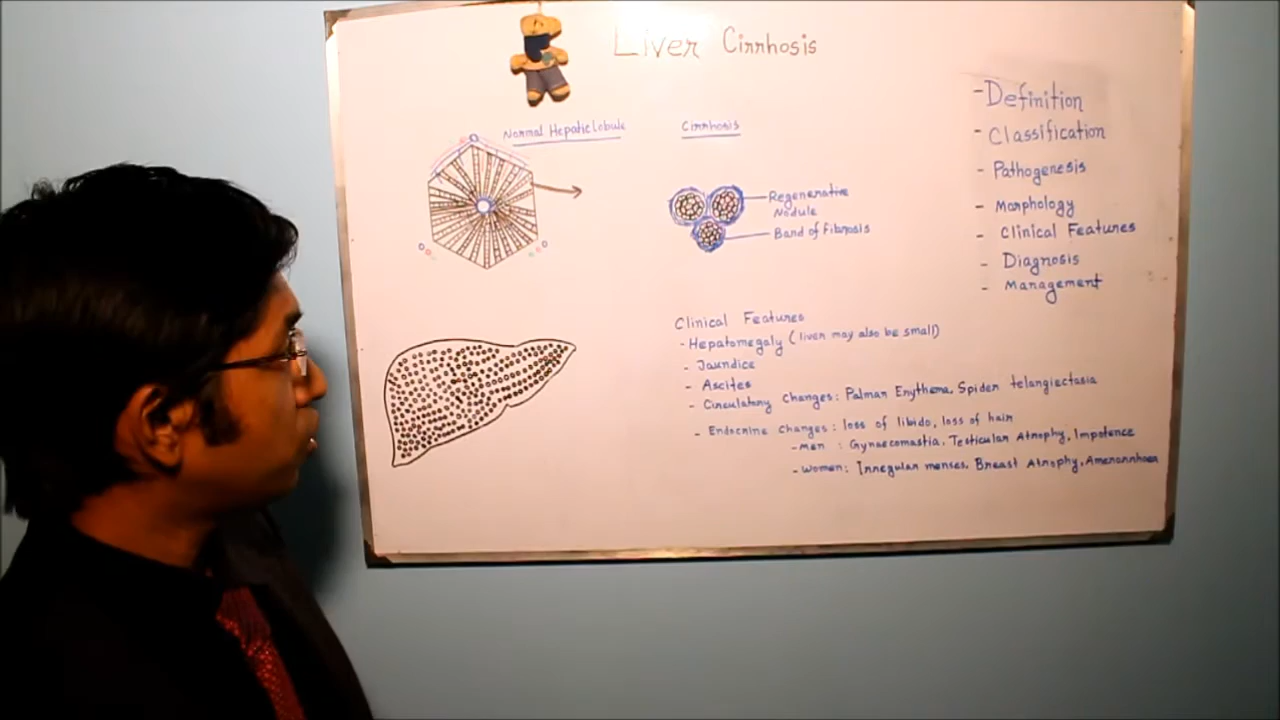 Liver Cirrhosis
Normal Hepatic Lobule
Cirrhosis
Regenerative
Nodule
Band of fibrosis
- Definition
- Classification
- Pathogenesis
- Morphology
- Clinical Features
- Diagnosis
- Management
Clinical Features
- Hepatomegaly (liver may also be small)
- Jaundice
- Ascites
- Circulatory changes: Palmar Erythema, Spider telangiectasia
- Endocrine changes: loss of libido, loss of hair
- men : Gynaecomastia, Testicular Atrophy, Impotence
- women: Irregular menses, Breast Atrophy, Amenorrhoea